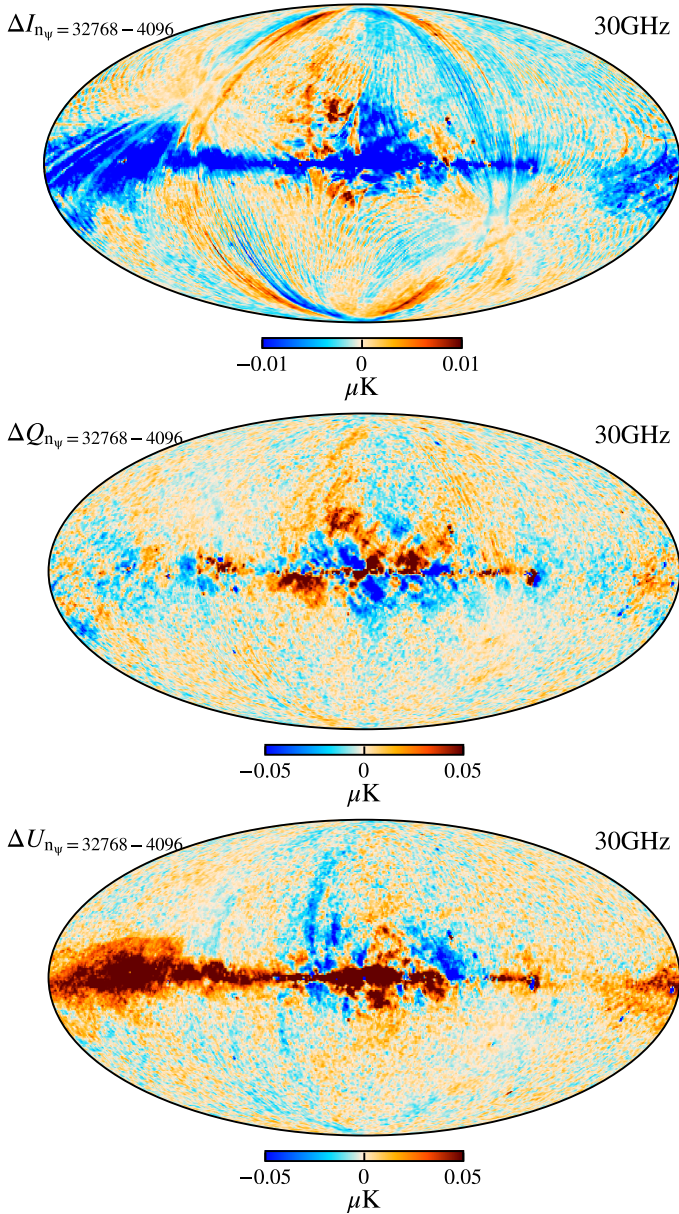 ΔI_{n_ψ = 32768 − 4096} 30GHz
−0.01 0 0.01
μK
ΔQ_{n_ψ = 32768 − 4096} 30GHz
−0.05 0 0.05
μK
ΔU_{n_ψ = 32768 − 4096} 30GHz
−0.05 0 0.05
μK